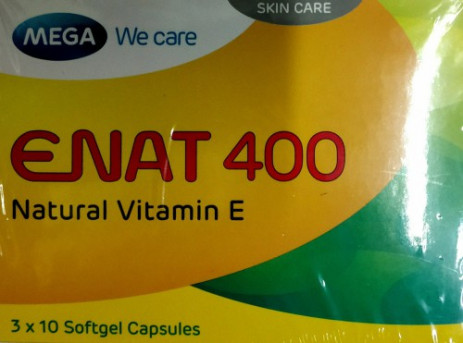 SKIN CARE
MEGA We care
ENAT 400
Natural Vitamin E
3 x 10 Softgel Capsules